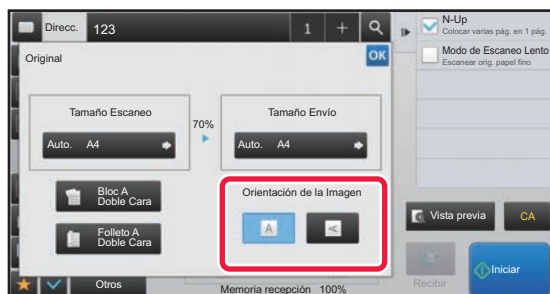 Direcc.
123
1
+
N-Up
Colocar varias pág. en 1 pág.
Modo de Escaneo Lento
Escanear orig. papel fino
Original
OK
Tamaño Escaneo
70%
Tamaño Envío
Auto. A4
Auto. A4
Bloc A
Doble Cara
Folleto A
Doble Cara
Orientación de la Imagen
A
A
Vista previa
CA
Otros
Memoria recepción 100%
Recibir
Iniciar